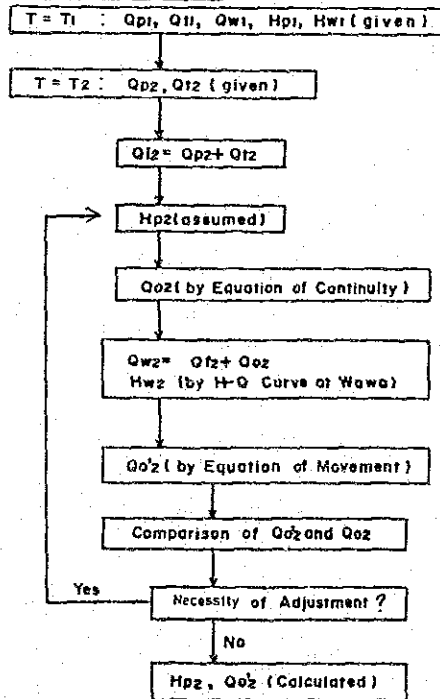 T = T1 : Qp1, Qt1, Qw1, Hp1, Hw1 (given)
T = T2 : Qp2, Qt2 (given)
Qf2 = Qp2 + Qt2
Hp2 (assumed)
Qo2 (by Equation of Continuity)
Qw2 = Qf2 + Qo2
Hw2 (by H-Q Curve at Wawa)
Qo'2 (by Equation of Movement)
Comparison of Qo'2 and Qo2
Yes
Necessity of Adjustment ?
No
Hp2, Qo'2 (Calculated)